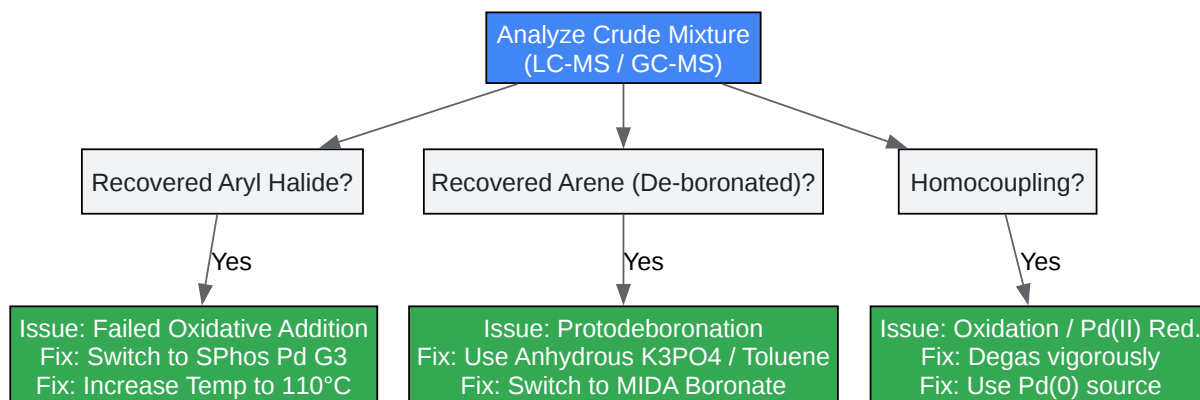 Analyze Crude Mixture
(LC-MS / GC-MS)
Recovered Aryl Halide?
Recovered Arene (De-boronated)?
Homocoupling?
Yes
Yes
Yes
Issue: Failed Oxidative Addition
Fix: Switch to SPhos Pd G3
Fix: Increase Temp to 110°C
Issue: Protodeboronation
Fix: Use Anhydrous K3PO4 / Toluene
Fix: Switch to MIDA Boronate
Issue: Oxidation / Pd(II) Red.
Fix: Degas vigorously
Fix: Use Pd(0) source